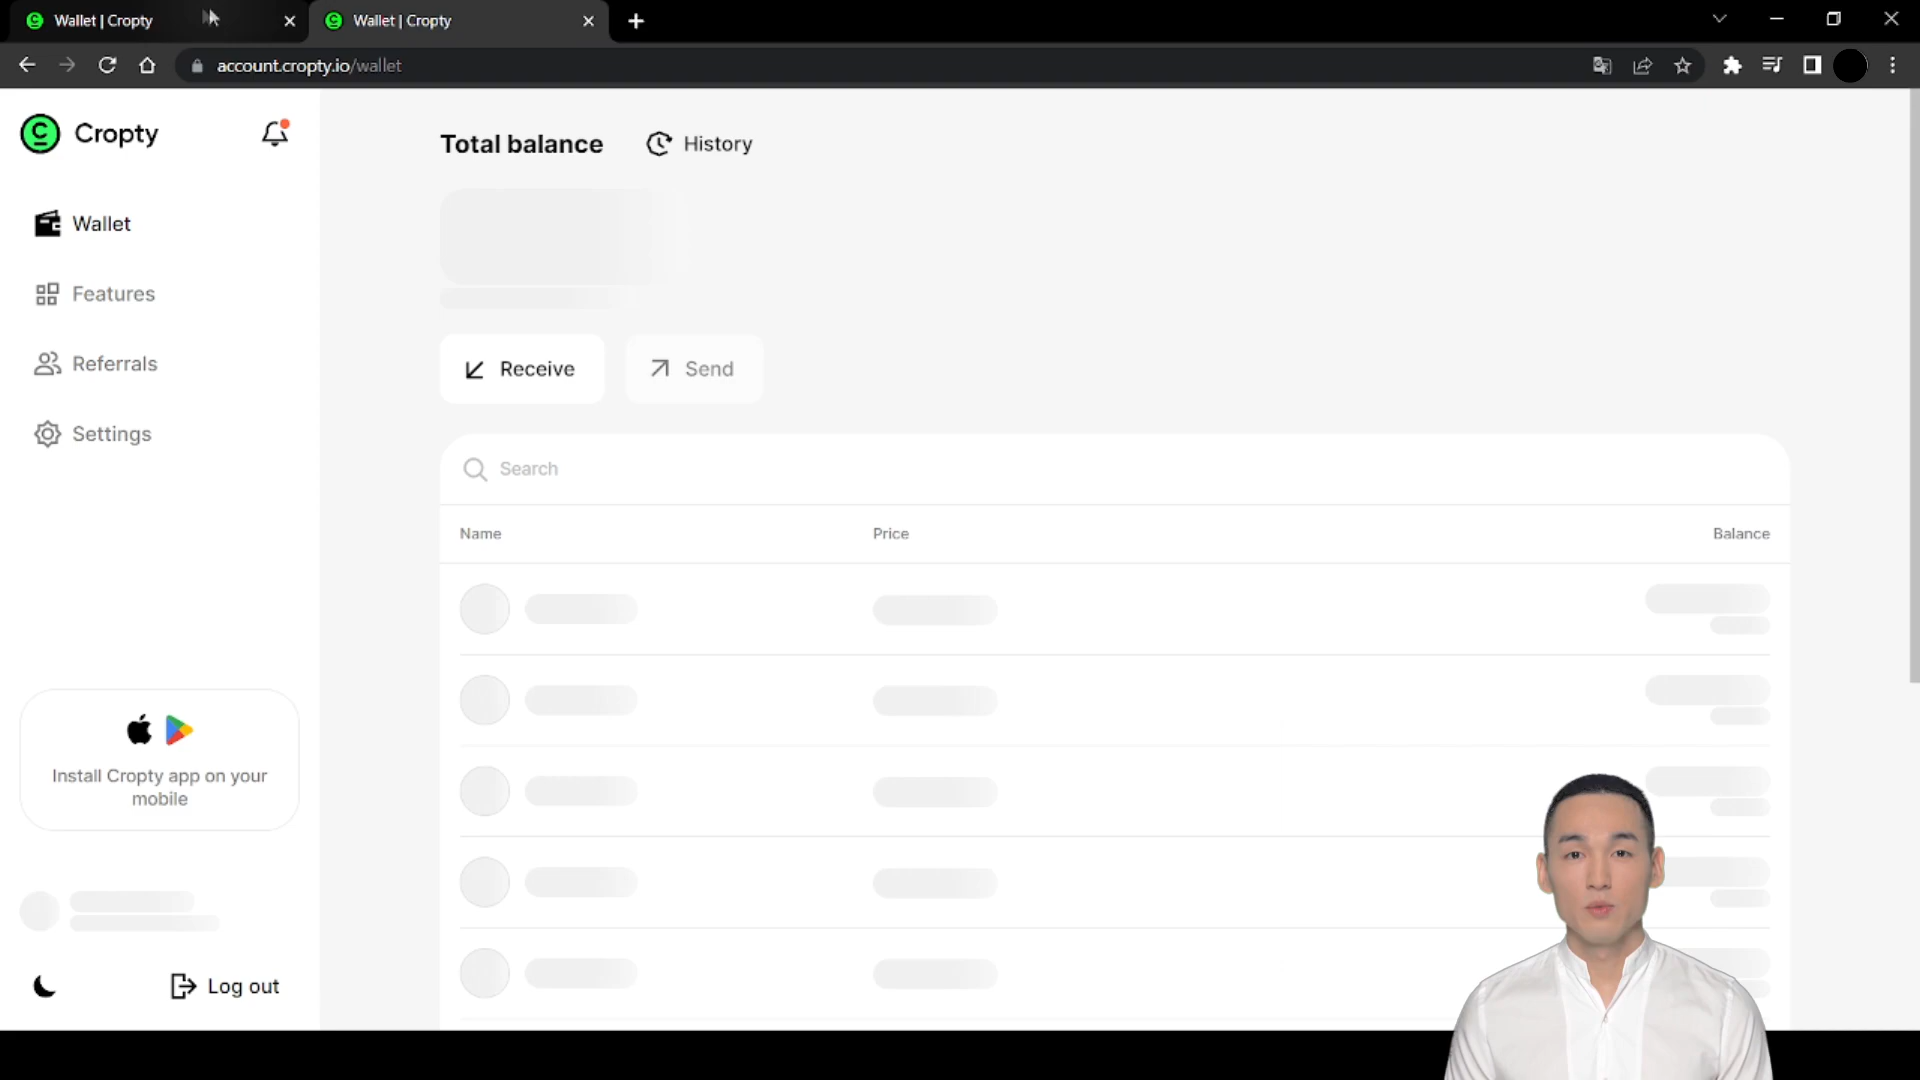 Wallet | Cropty
Wallet | Cropty
account.cropty.io/wallet
Cropty
Wallet
Features
Referrals
Settings
Install Cropty app on your
mobile
Log out
Total balance
History
Receive
Send
Search
Name Price Balance